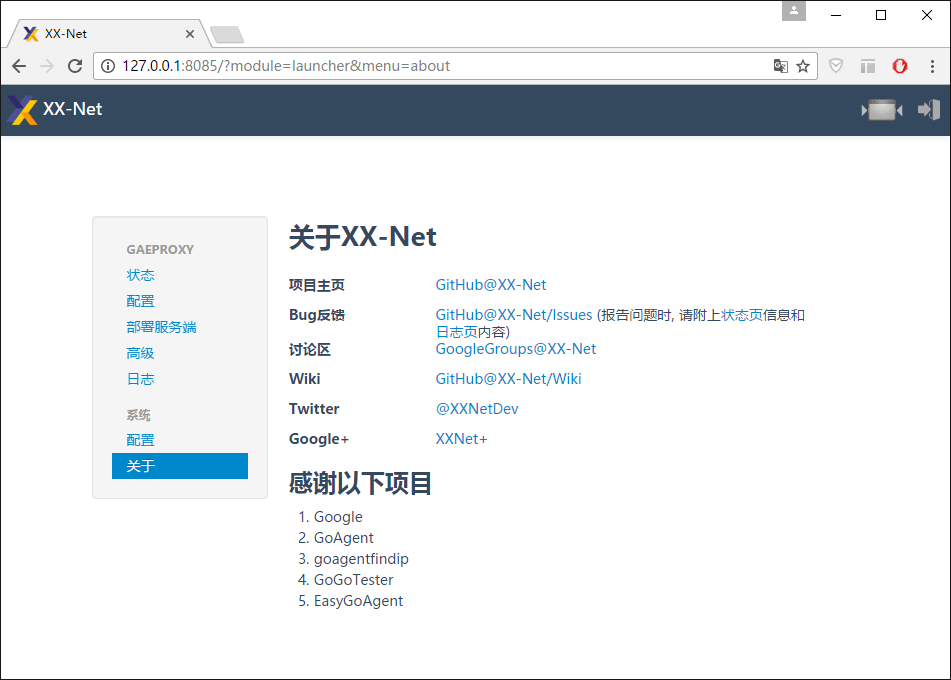 XX-Net
127.0.0.1:8085/?module=launcher&menu=about
XX-Net
GAEPROXY
状态
配置
部署服务端
高级
日志
系统
配置
关于
关于XX-Net
项目主页 GitHub@XX-Net
Bug反馈 GitHub@XX-Net/Issues (报告问题时, 请附上状态页信息和
日志页内容)
讨论区 GoogleGroups@XX-Net
Wiki GitHub@XX-Net/Wiki
Twitter @XXNetDev
Google+ XXNet+
感谢以下项目
1. Google
2. GoAgent
3. goagentfindip
4. GoGoTester
5. EasyGoAgent